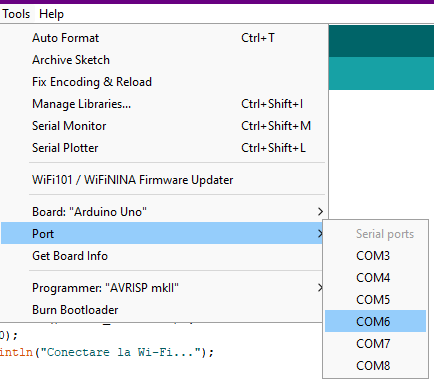 Tools Help
Auto Format Ctrl+T
Archive Sketch
Fix Encoding & Reload
Manage Libraries... Ctrl+Shift+I
Serial Monitor Ctrl+Shift+M
Serial Plotter Ctrl+Shift+L
WiFi101 / WiFiNINA Firmware Updater
Board: "Arduino Uno"
Port
Get Board Info
Programmer: "AVRISP mkII"
Burn Bootloader
Serial ports
COM3
COM4
COM5
COM6
COM7
COM8
0);
intln("Conectare la Wi-Fi...");